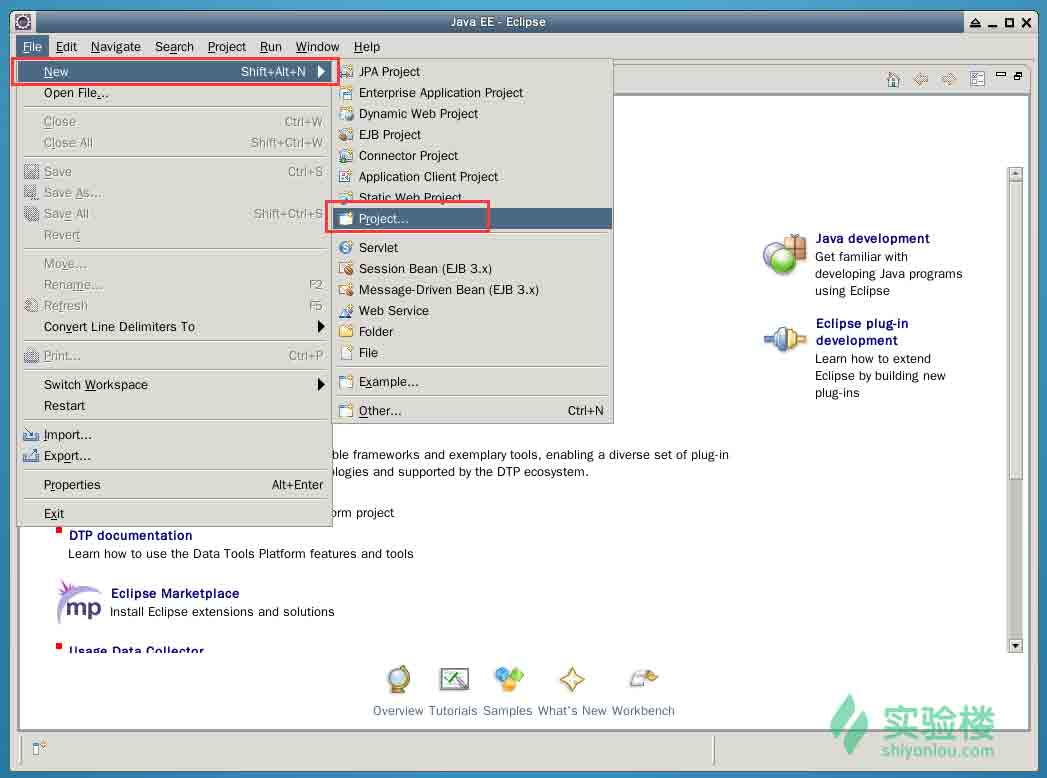 Java EE - Eclipse
File Edit Navigate Search Project Run Window Help
New Shift+Alt+N
Open File...
Close Ctrl+W
Close All Shift+Ctrl+W
Save Ctrl+S
Save As...
Save All Shift+Ctrl+S
Revert
Move...
Rename... F2
Refresh F5
Convert Line Delimiters To
Print... Ctrl+P
Switch Workspace
Restart
Import...
Export...
Properties Alt+Enter
Exit
JPA Project
Enterprise Application Project
Dynamic Web Project
EJB Project
Connector Project
Application Client Project
Static Web Project
Project...
Servlet
Session Bean (EJB 3.x)
Message-Driven Bean (EJB 3.x)
Web Service
Folder
File
Example...
Other... Ctrl+N
Java development
Get familiar with
developing Java programs
using Eclipse
Eclipse plug-in
development
Learn how to extend
Eclipse by building new
plug-ins
ble frameworks and exemplary tools, enabling a diverse set of plug-in
logies and supported by the DTP ecosystem.
orm project
DTP documentation
Learn how to use the Data Tools Platform features and tools
mp
Eclipse Marketplace
Install Eclipse extensions and solutions
Usage Data Collector
Overview Tutorials Samples What's New Workbench
实验楼
shiyanlou.com